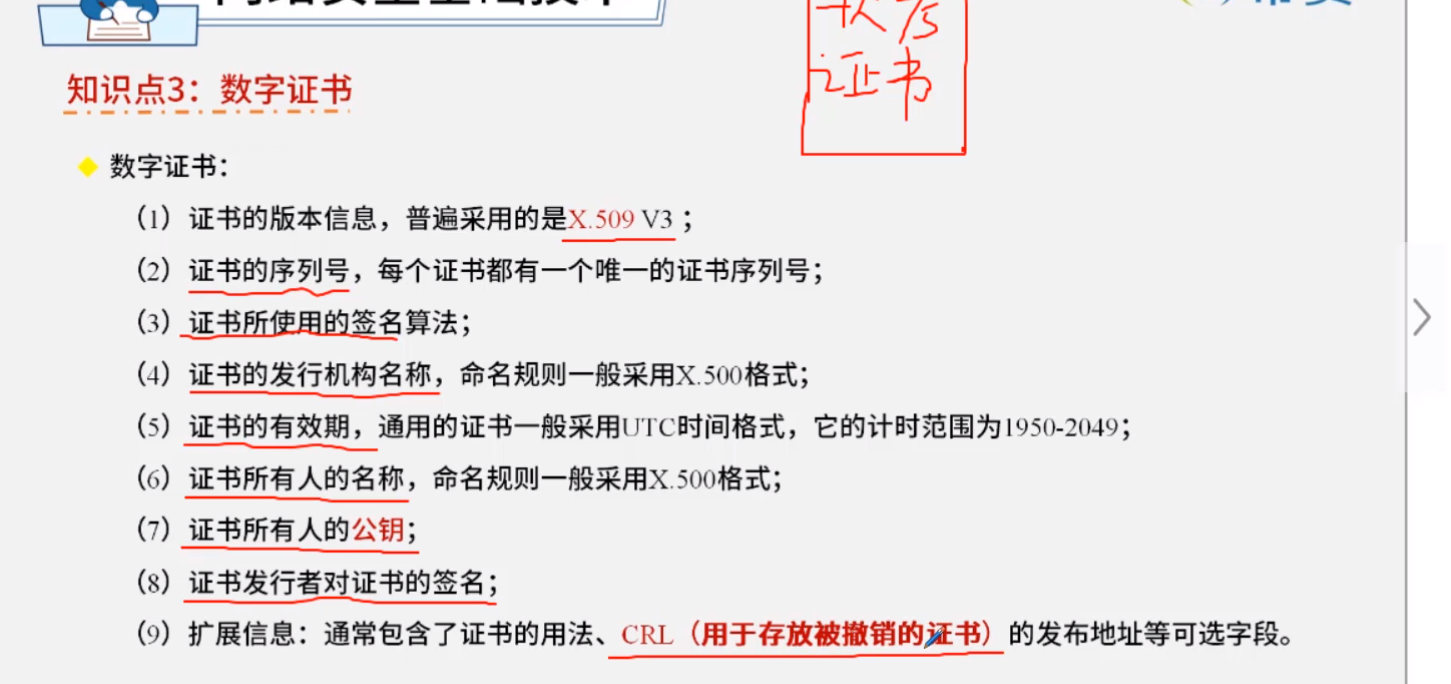 软考
证书
知识点3：数字证书
数字证书：
（1）证书的版本信息，普遍采用的是X.509 V3；
（2）证书的序列号，每个证书都有一个唯一的证书序列号；
（3）证书所使用的签名算法；
（4）证书的发行机构名称，命名规则一般采用X.500格式；
（5）证书的有效期，通用的证书一般采用UTC时间格式，它的计时范围为1950-2049；
（6）证书所有人的名称，命名规则一般采用X.500格式；
（7）证书所有人的公钥；
（8）证书发行者对证书的签名；
（9）扩展信息：通常包含了证书的用法、CRL（用于存放被撤销的证书）的发布地址等可选字段。